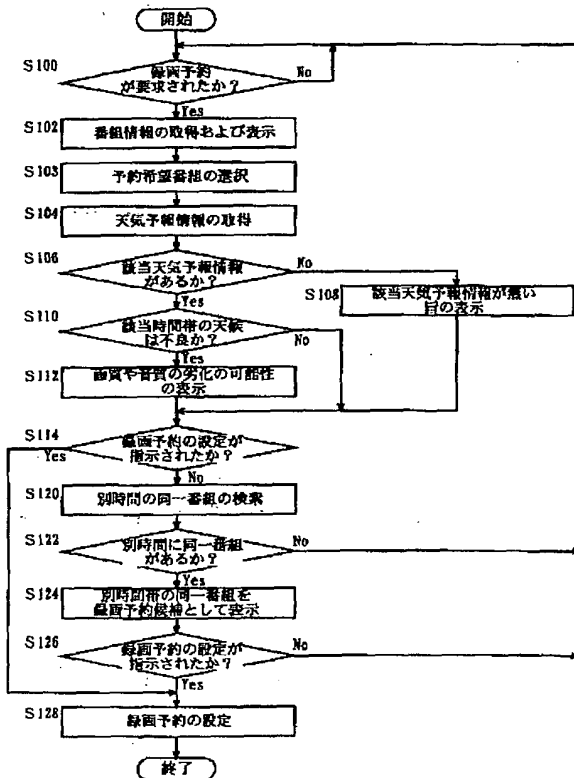 開始
S100
録画予約
が要求されたか？
No
Yes
S102
番組情報の取得および表示
S103
予約希望番組の選択
S104
天気予報情報の取得
S106
該当天気予報情報
があるか？
No
Yes
S108
該当天気予報情報が無い
旨の表示
S110
該当時間帯の天候
は不良か？
No
Yes
S112
画質や音質の劣化の可能性
の表示
S114
録画予約の設定が
指示されたか？
Yes
No
S120
別時間の同一番組の検索
S122
別時間に同一番組
があるか？
No
Yes
S124
別時間帯の同一番組を
録画予約候補として表示
S126
録画予約の設定が
指示されたか？
No
Yes
S128
録画予約の設定
終了